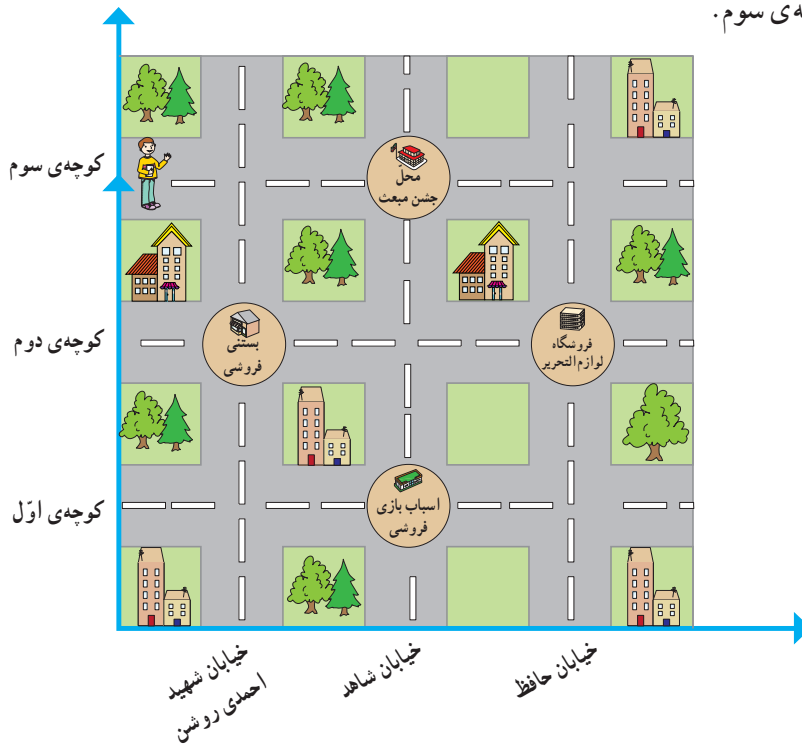 ه‌ی سوم.
کوچه‌ی سوم
محلّ
جشن مبعث
کوچه‌ی دوم
بستنی
فروشی
فروشگاه
لوازم‌التحریر
کوچه‌ی اوّل
اسباب بازی
فروشی
خیابان شهید
احمدی روشن
خیابان شاهد
خیابان حافظ